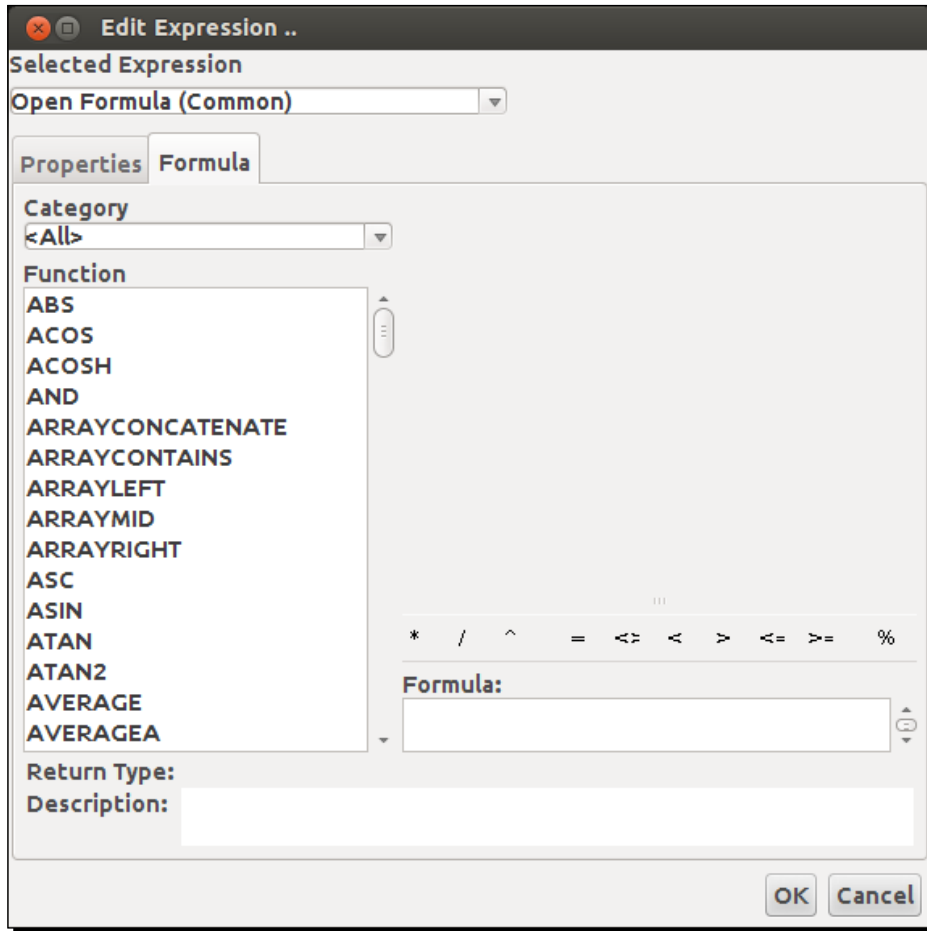 Edit Expression ..
Selected Expression
Open Formula (Common)
Properties Formula
Category
<All>
Function
ABS
ACOS
ACOSH
AND
ARRAYCONCATENATE
ARRAYCONTAINS
ARRAYLEFT
ARRAYMID
ARRAYRIGHT
ASC
ASIN
ATAN
ATAN2
AVERAGE
AVERAGEA
* / ^ = <> < > <= >= %
Formula:
Return Type:
Description:
OK Cancel